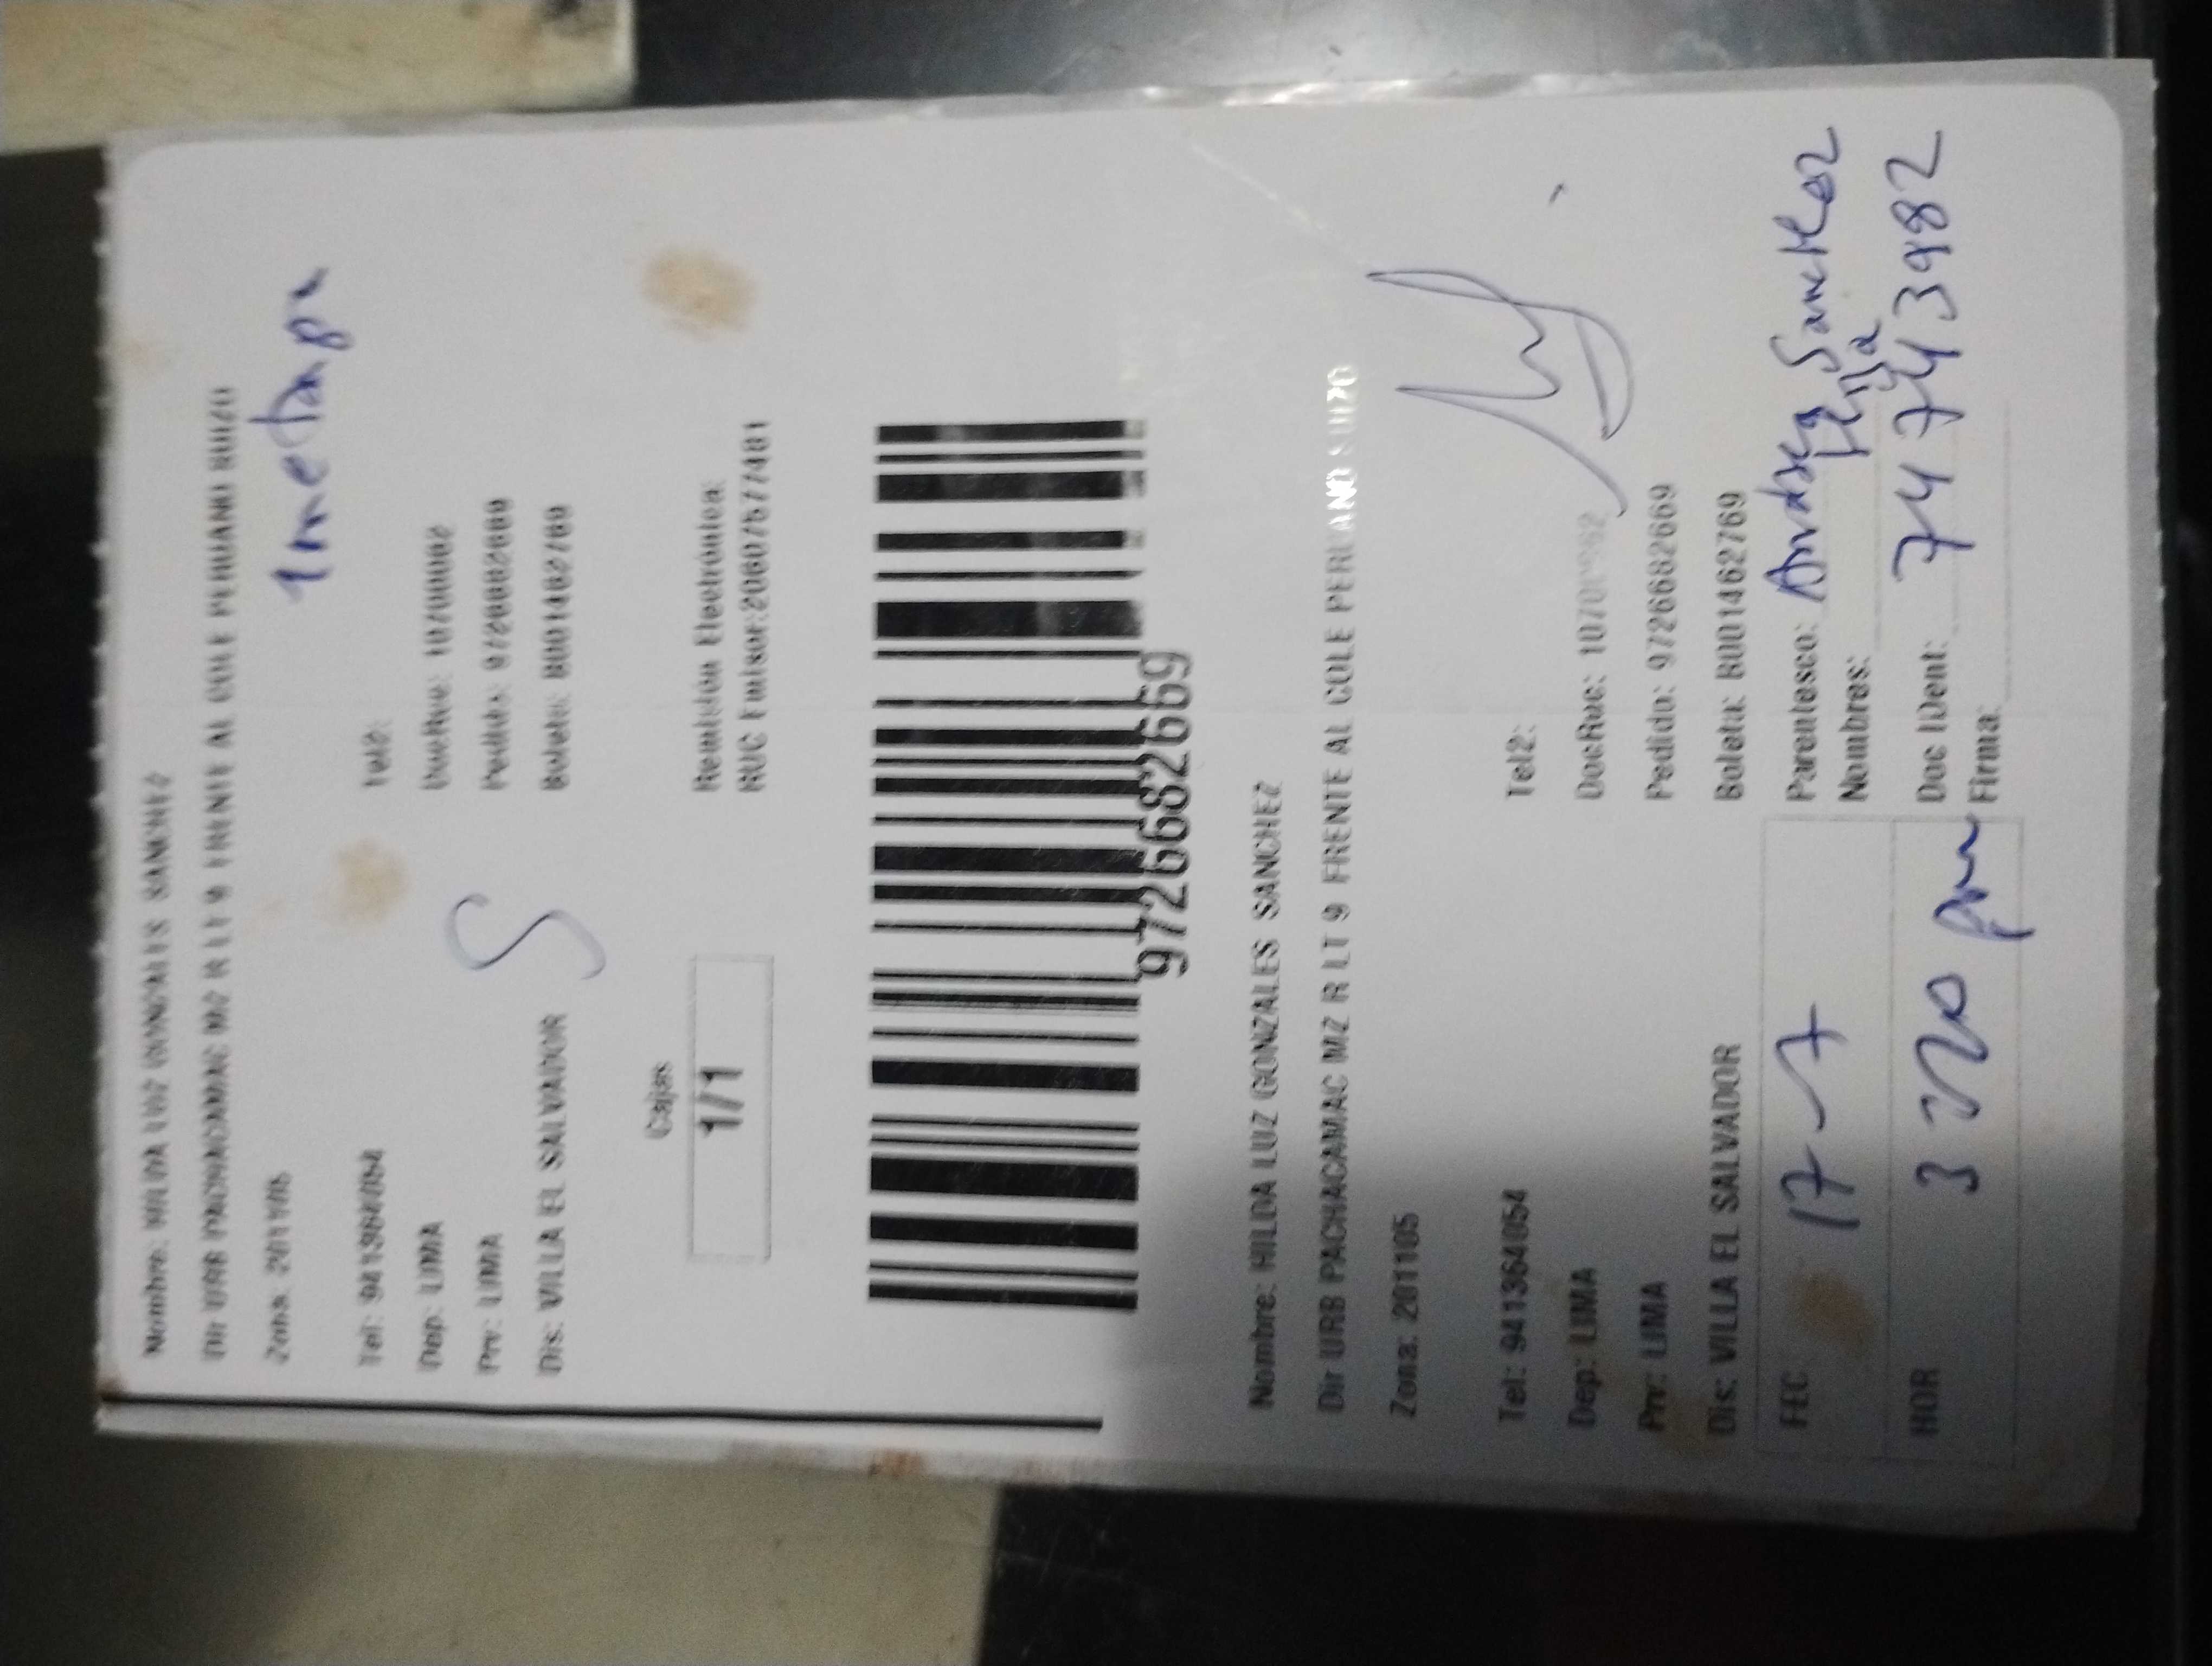 Nombre: HILDA LUZ GONZALES SANCHEZ
Dir URB PACHACAMAC MZ R LT 9 FRENTE AL COLE PERUANO SUIZO
Zona: 201105
Tel: 941364054
Tel2:
Dep: LIMA
DocRuc:
Prv: LIMA
Pedido: 9726682669
Dis: VILLA EL SALVADOR
Boleta: B001462769
Cajas
1/1
Remisión Electrónica:
RUC Emisor:
9726682669
Nombre: HILDA LUZ GONZALES SANCHEZ
Dir URB PACHACAMAC MZ R LT 9 FRENTE AL COLE PERUANO SUIZO
Zona: 201105
Tel: 941364054
Tel2:
Dep: LIMA
DocRuc:
Prv: LIMA
Pedido: 9726682669
Dis: VILLA EL SALVADOR
Boleta: B001462769
FEC 17-7
Parentesco: Sanchez
Nombres: Hija
HOR 3 20 pm
Doc IDent: 74743982
Firma: